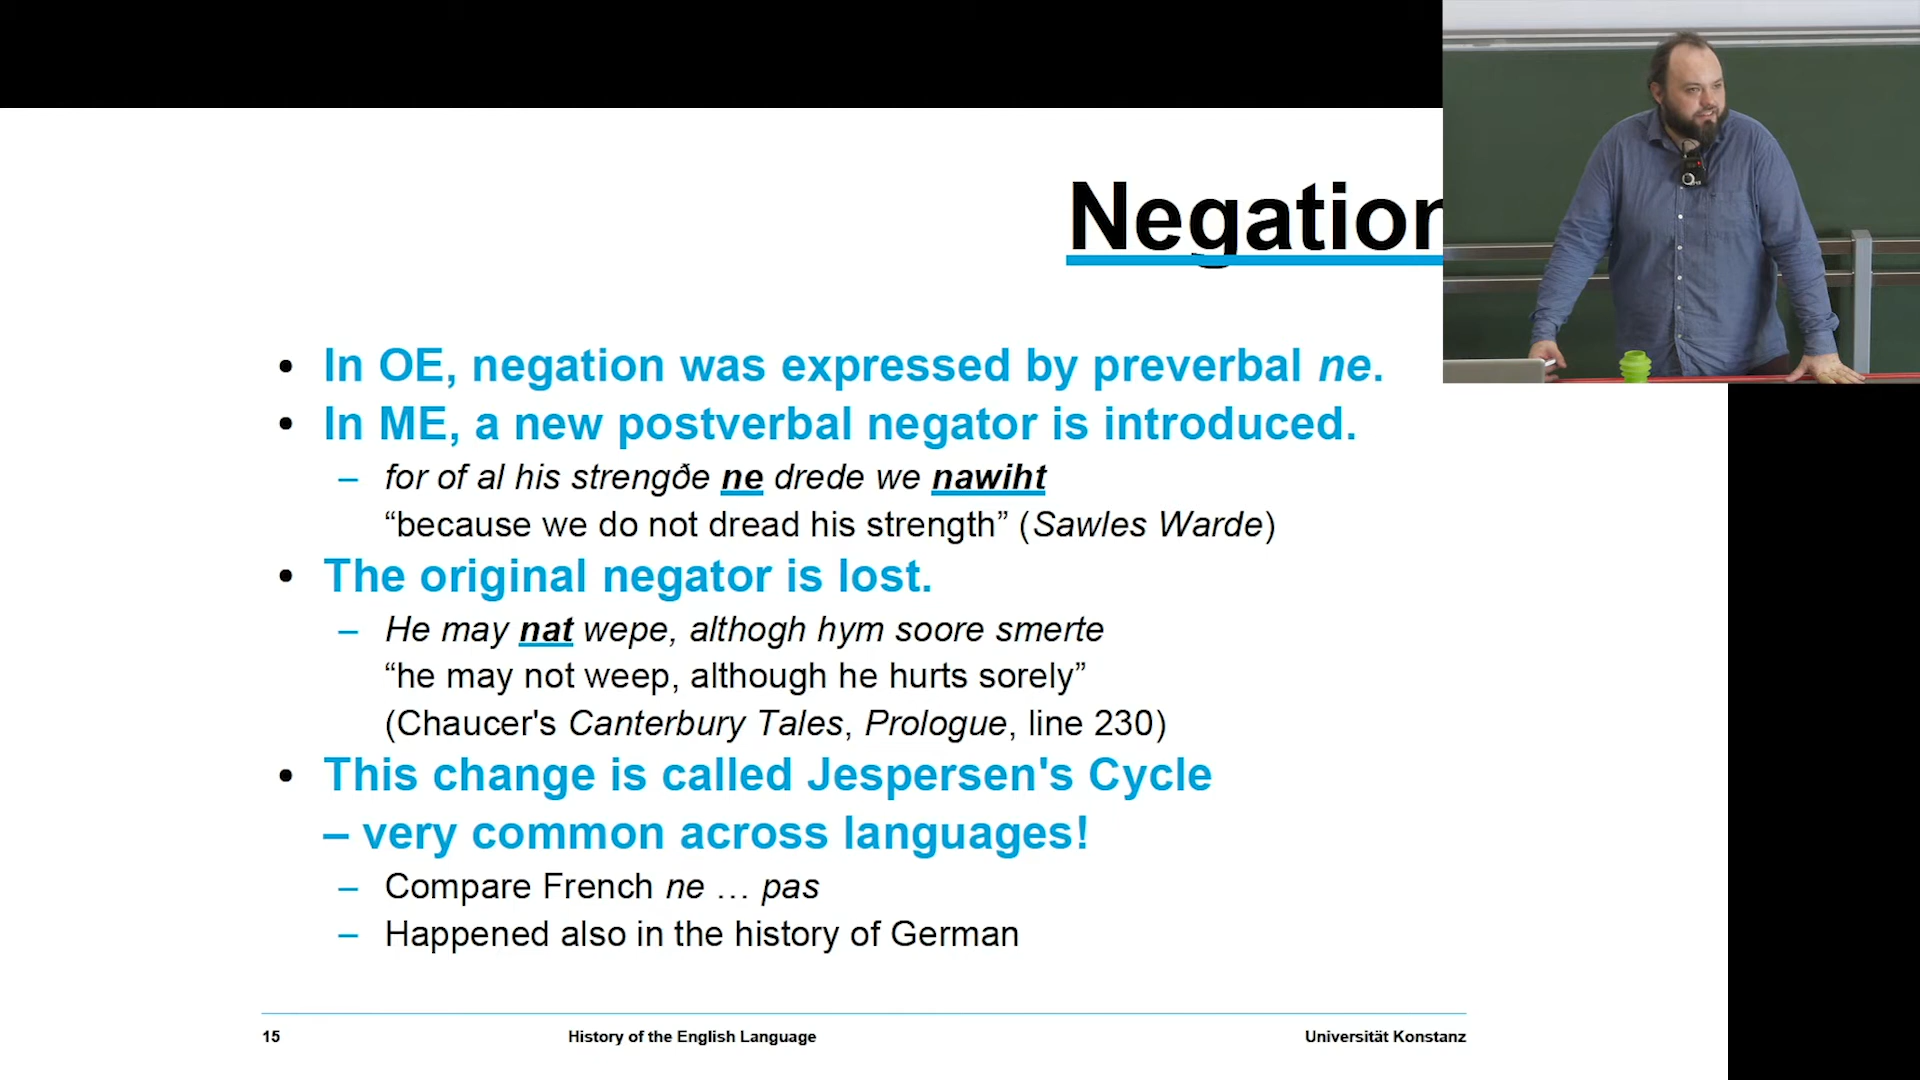 Negation
• In OE, negation was expressed by preverbal ne.
• In ME, a new postverbal negator is introduced.
– for of al his strengðe ne drede we nawiht
“because we do not dread his strength” (Sawles Warde)
• The original negator is lost.
– He may nat wepe, althogh hym soore smerte
“he may not weep, although he hurts sorely”
(Chaucer's Canterbury Tales, Prologue, line 230)
• This change is called Jespersen's Cycle
– very common across languages!
– Compare French ne … pas
– Happened also in the history of German
15 History of the English Language Universität Konstanz